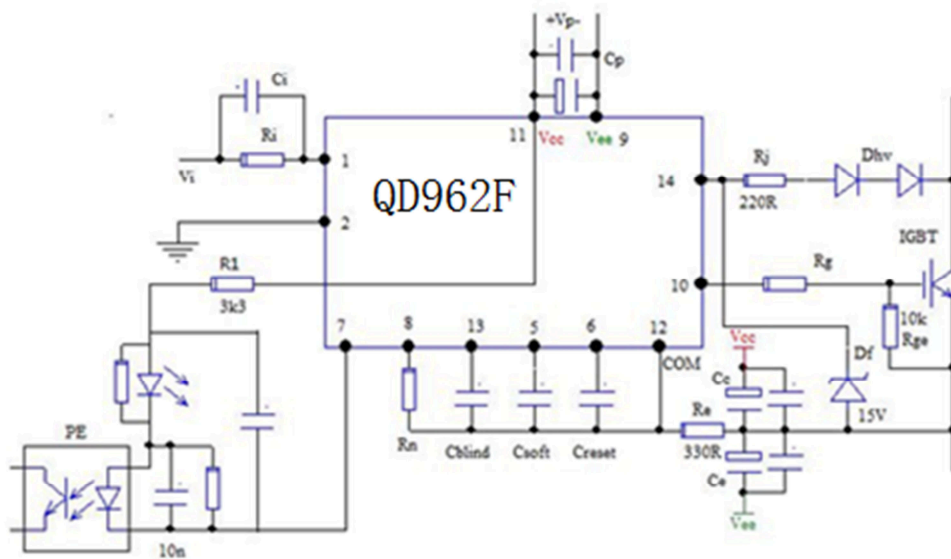 +Vp-
Ci
Cp
Ri
11
Vcc
Vee
9
1
Vi
QD962F
14
Rj
Dhv
220R
2
IGBT
R1
3k3
10
Rg
10k
Rge
7
8
13
5
6
12
COM
Vcc
Df
Cc
15V
PE
Rn
Cblind
Csoft
Creset
Re
330R
Ce
10n
Vee